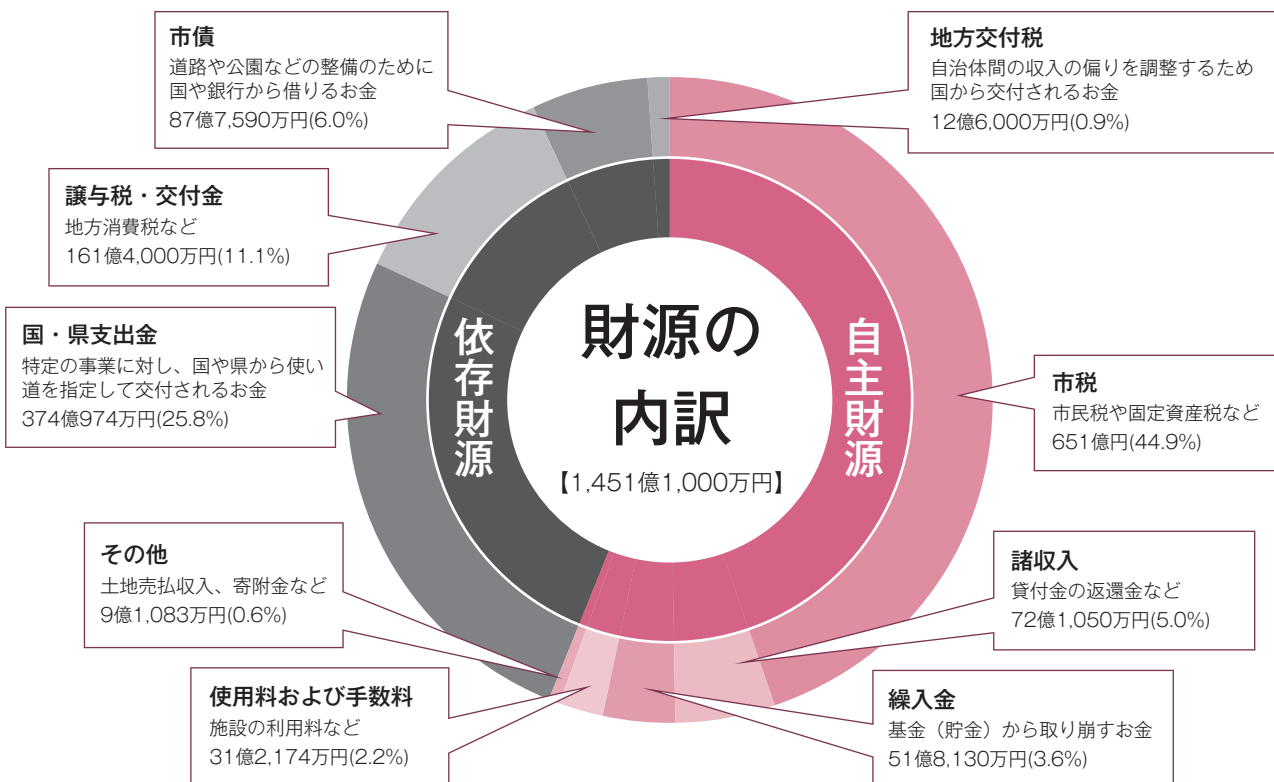 市債
道路や公園などの整備のために
国や銀行から借りるお金
87億7,590万円(6.0%)
地方交付税
自治体間の収入の偏りを調整するため
国から交付されるお金
12億6,000万円(0.9%)
譲与税・交付金
地方消費税など
161億4,000万円(11.1%)
国・県支出金
特定の事業に対し、国や県から使い
道を指定して交付されるお金
374億974万円(25.8%)
依存財源
財源の
内訳
【1,451億1,000万円】
自主財源
市税
市民税や固定資産税など
651億円(44.9%)
その他
土地売払収入、寄附金など
9億1,083万円(0.6%)
諸収入
貸付金の返還金など
72億1,050万円(5.0%)
使用料および手数料
施設の利用料など
31億2,174万円(2.2%)
繰入金
基金（貯金）から取り崩すお金
51億8,130万円(3.6%)